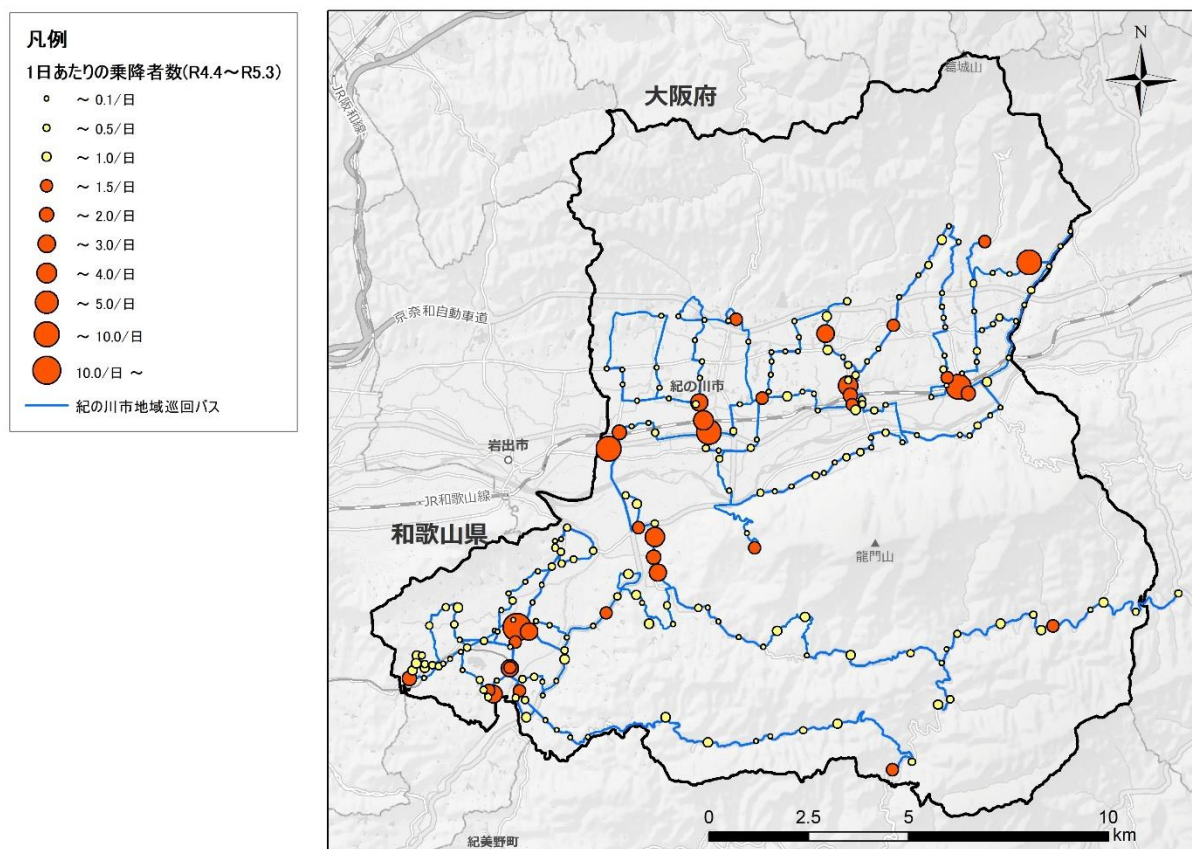 凡例
1日あたりの乗降者数(R4.4～R5.3)
～ 0.1/日
～ 0.5/日
～ 1.0/日
～ 1.5/日
～ 2.0/日
～ 3.0/日
～ 4.0/日
～ 5.0/日
～ 10.0/日
10.0/日 ～
紀の川市地域巡回バス
N
葛城山
大阪府
JR阪和線
京奈和自動車道
紀の川市
岩出市
JR和歌山線
和歌山県
龍門山
0 2.5 5 10
km
紀美野町